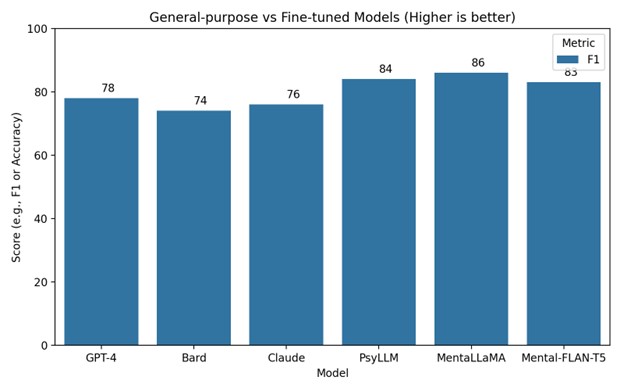 General-purpose vs Fine-tuned Models (Higher is better)
Score (e.g., F1 or Accuracy)
100
80
60
40
20
0
78
74
76
84
86
83
Metric
F1
GPT-4
Bard
Claude
PsyLLM
MentaLLaMA
Mental-FLAN-T5
Model